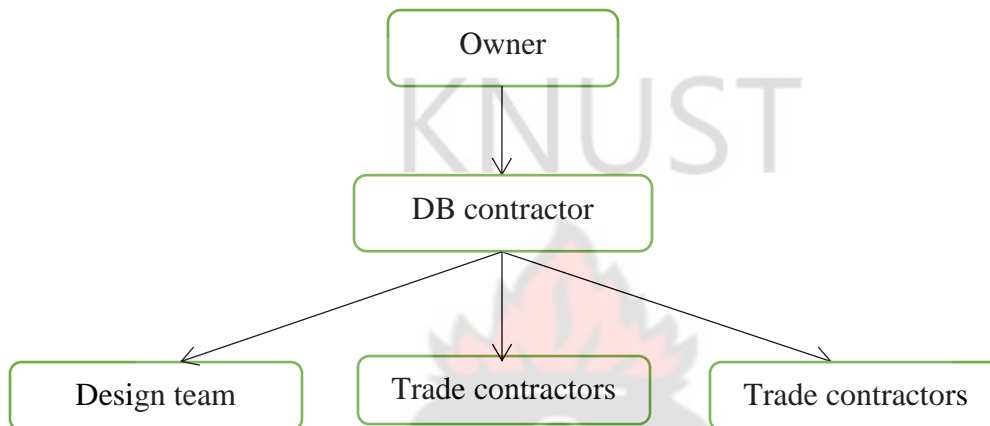 Owner
KNUST
DB contractor
Design team
Trade contractors
Trade contractors